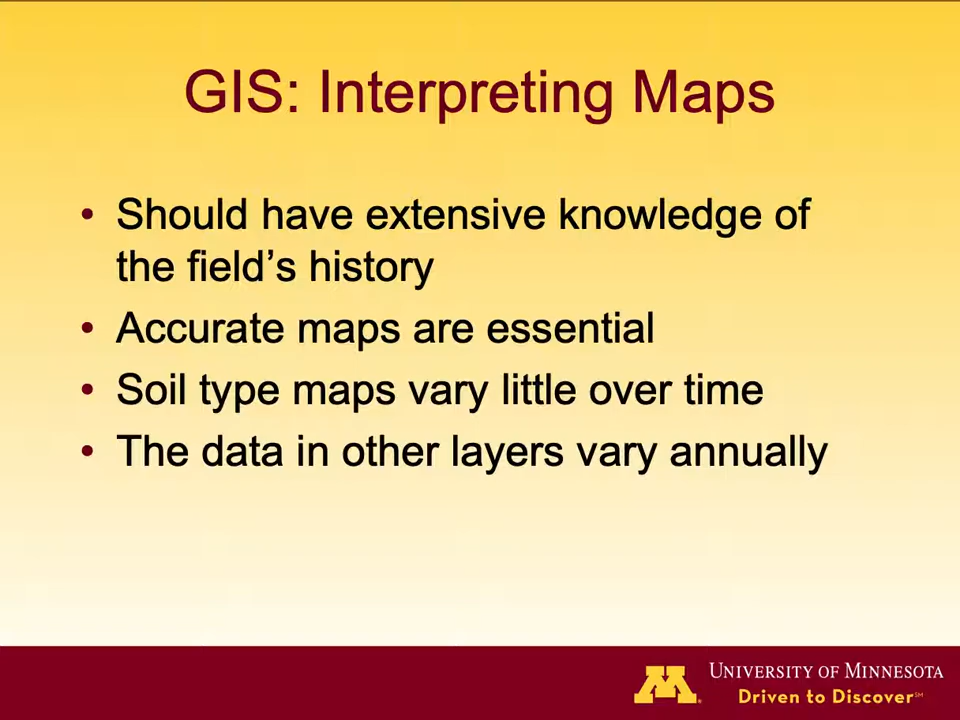 GIS: Interpreting Maps
• Should have extensive knowledge of
the field’s history
• Accurate maps are essential
• Soil type maps vary little over time
• The data in other layers vary annually
M
UNIVERSITY OF MINNESOTA
Driven to Discover℠